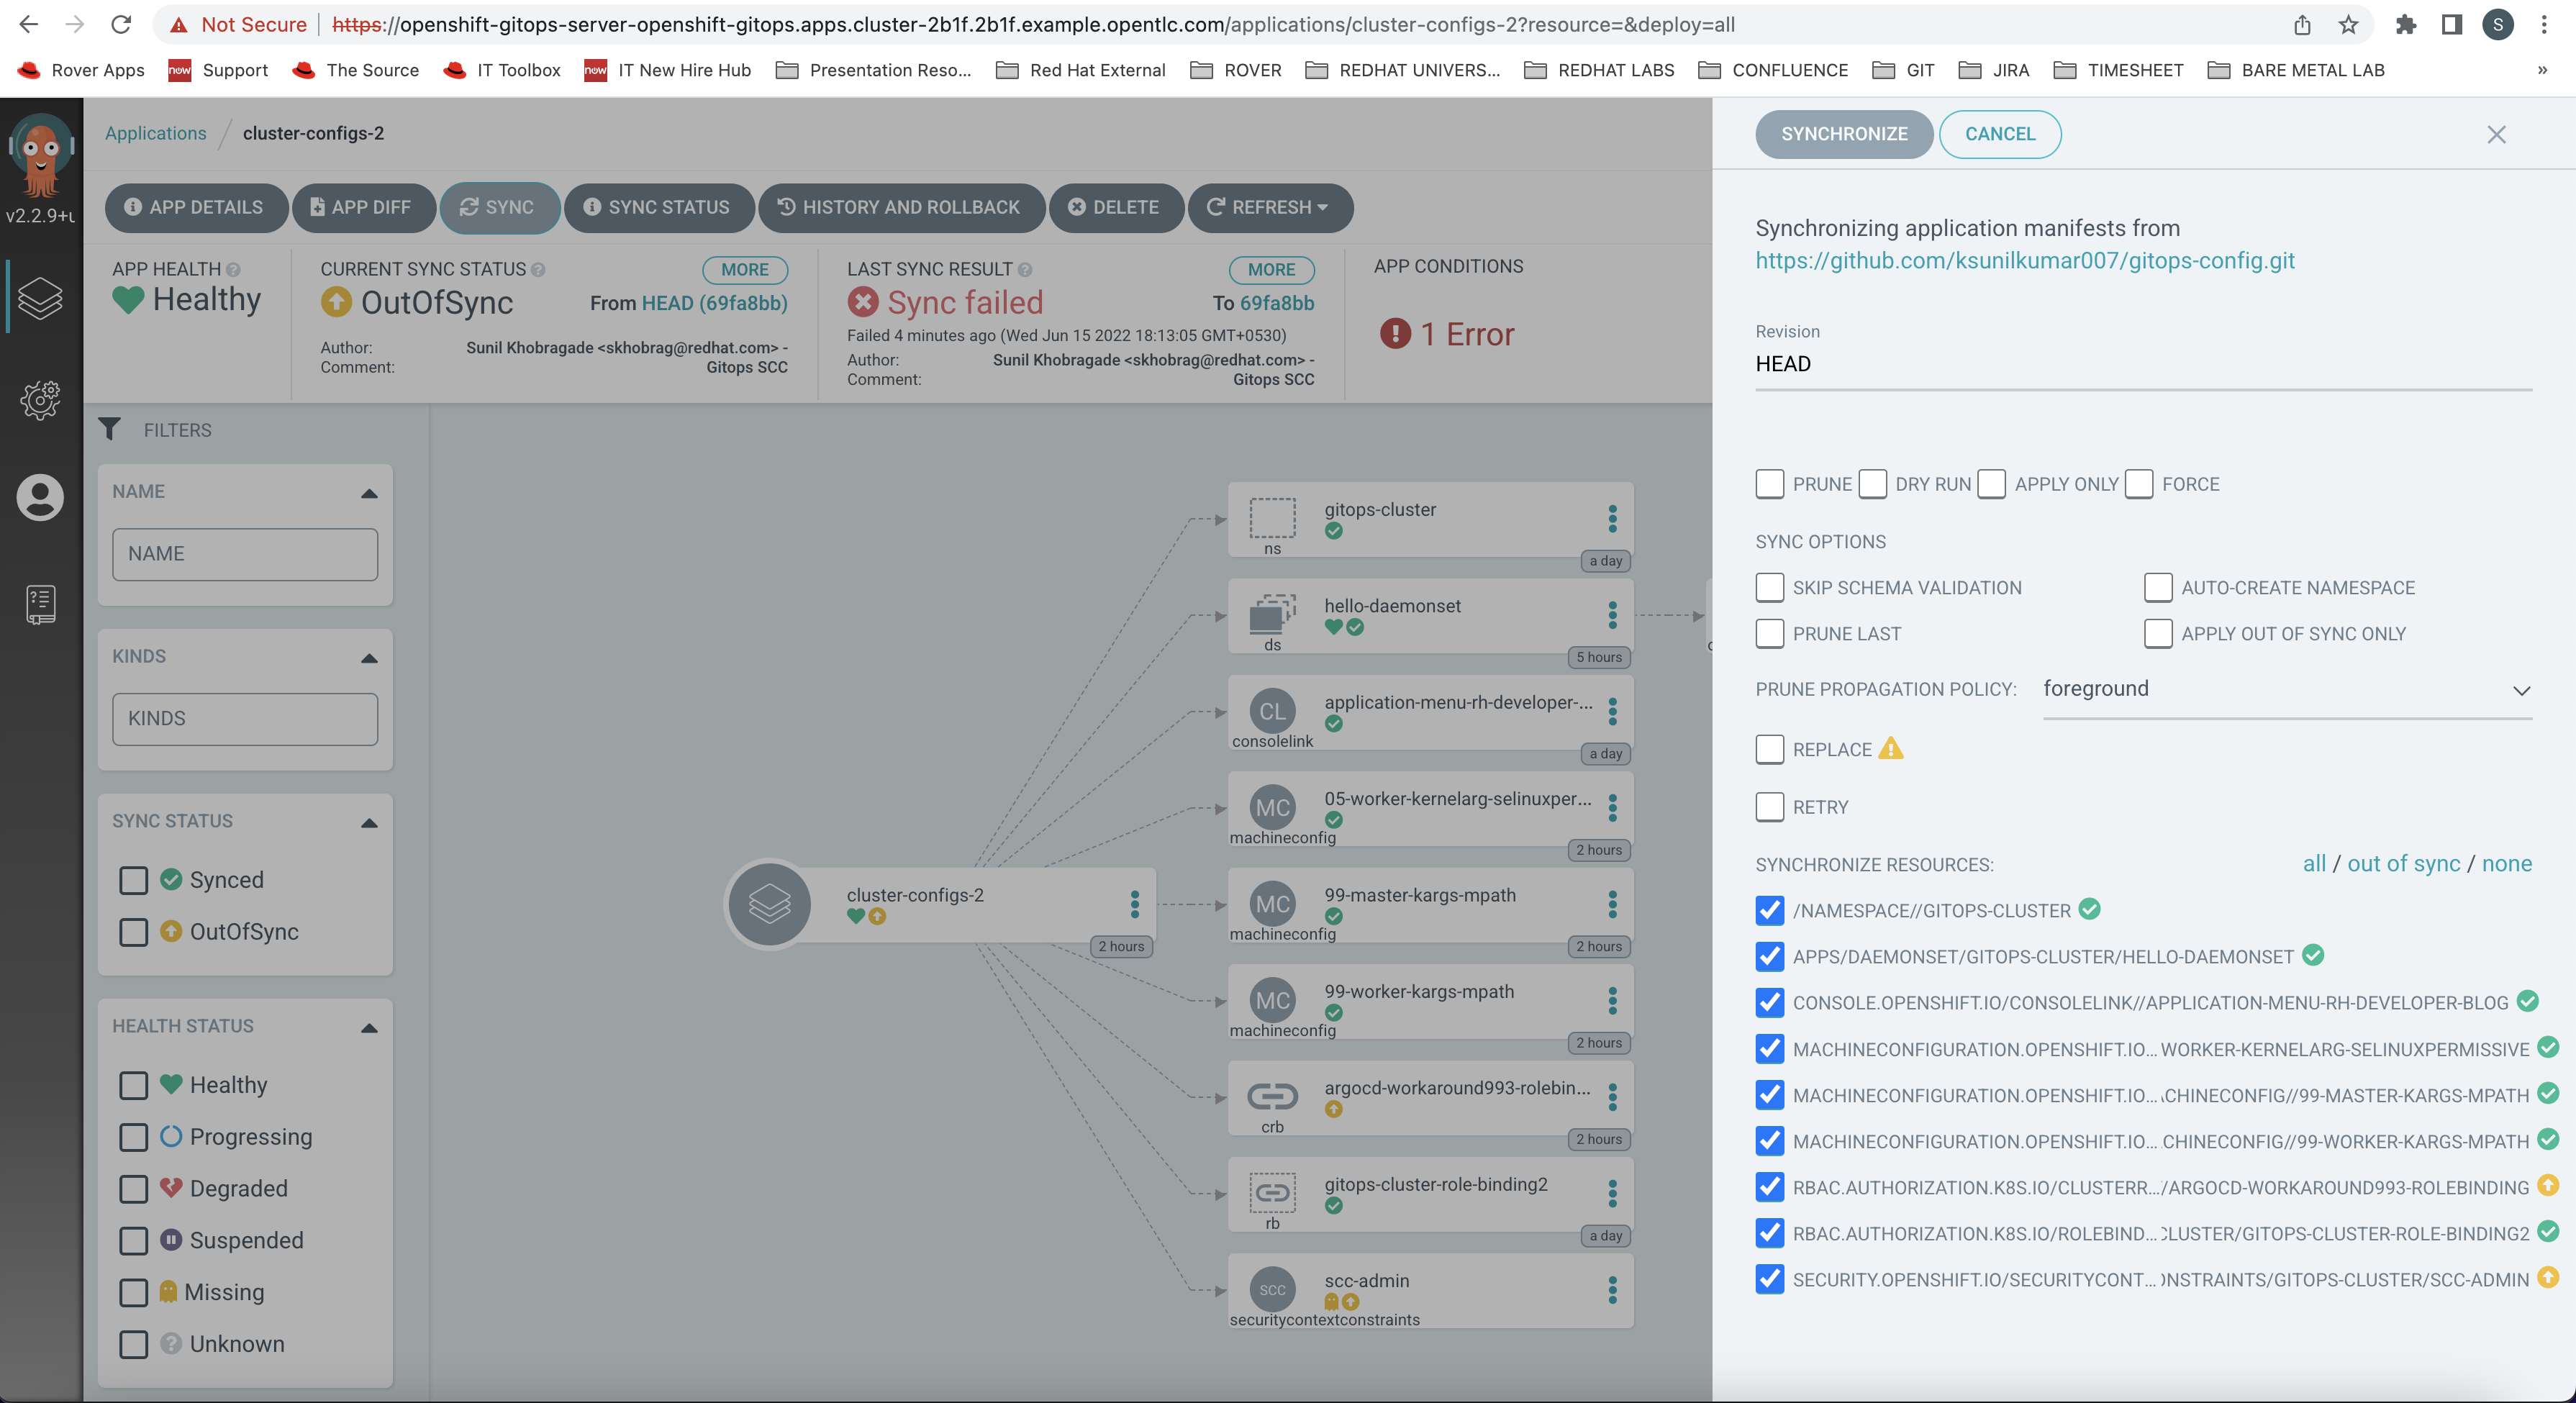 Not Secure https://openshift-gitops-server-openshift-gitops.apps.cluster-2b1f.2b1f.example.opentlc.com/applications/cluster-configs-2?resource=&deploy=all S
Rover Apps now Support The Source IT Toolbox now IT New Hire Hub Presentation Reso... Red Hat External ROVER REDHAT UNIVERS... REDHAT LABS CONFLUENCE GIT JIRA TIMESHEET BARE METAL LAB »
v2.2.9+
Applications / cluster-configs-2
APP DETAILS APP DIFF SYNC SYNC STATUS HISTORY AND ROLLBACK DELETE REFRESH
APP HEALTH
Healthy
CURRENT SYNC STATUS MORE
OutOfSync From HEAD (69fa8bb)
Author: Sunil Khobragade <skhobrag@redhat.com> -
Comment: Gitops SCC
LAST SYNC RESULT MORE
Sync failed To 69fa8bb
Failed 4 minutes ago (Wed Jun 15 2022 18:13:05 GMT+0530)
Author: Sunil Khobragade <skhobrag@redhat.com> -
Comment: Gitops SCC
APP CONDITIONS
1 Error
FILTERS
NAME
NAME
KINDS
KINDS
SYNC STATUS
Synced
OutOfSync
HEALTH STATUS
Healthy
Progressing
Degraded
Suspended
Missing
Unknown
cluster-configs-2
2 hours
gitops-cluster
ns
a day
hello-daemonset
ds
5 hours
CL
application-menu-rh-developer-...
consolelink
a day
MC
05-worker-kernelarg-selinuxper...
machineconfig
2 hours
MC
99-master-kargs-mpath
machineconfig
2 hours
MC
99-worker-kargs-mpath
machineconfig
2 hours
argocd-workaround993-rolebin...
crb
2 hours
gitops-cluster-role-binding2
rb
a day
SCC
scc-admin
securitycontextconstraints
SYNCHRONIZE CANCEL
Synchronizing application manifests from
https://github.com/ksunilkumar007/gitops-config.git
Revision
HEAD
PRUNE DRY RUN APPLY ONLY FORCE
SYNC OPTIONS
SKIP SCHEMA VALIDATION AUTO-CREATE NAMESPACE
PRUNE LAST APPLY OUT OF SYNC ONLY
PRUNE PROPAGATION POLICY: foreground
REPLACE
RETRY
SYNCHRONIZE RESOURCES: all / out of sync / none
/NAMESPACE//GITOPS-CLUSTER
APPS/DAEMONSET/GITOPS-CLUSTER/HELLO-DAEMONSET
CONSOLE.OPENSHIFT.IO/CONSOLELINK//APPLICATION-MENU-RH-DEVELOPER-BLOG
MACHINECONFIGURATION.OPENSHIFT.IO... WORKER-KERNELARG-SELINUXPERMISSIVE
MACHINECONFIGURATION.OPENSHIFT.IO... CHINECONFIG//99-MASTER-KARGS-MPATH
MACHINECONFIGURATION.OPENSHIFT.IO... CHINECONFIG//99-WORKER-KARGS-MPATH
RBAC.AUTHORIZATION.K8S.IO/CLUSTERR... /ARGOCD-WORKAROUND993-ROLEBINDING
RBAC.AUTHORIZATION.K8S.IO/ROLEBIND... CLUSTER/GITOPS-CLUSTER-ROLE-BINDING2
SECURITY.OPENSHIFT.IO/SECURITYCONT... NSTRAINTS/GITOPS-CLUSTER/SCC-ADMIN